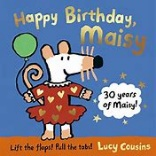 Happy Birthday,
Maisy
30 years
of Maisy!
Lift the flaps! Pull the tabs!
Lucy Cousins